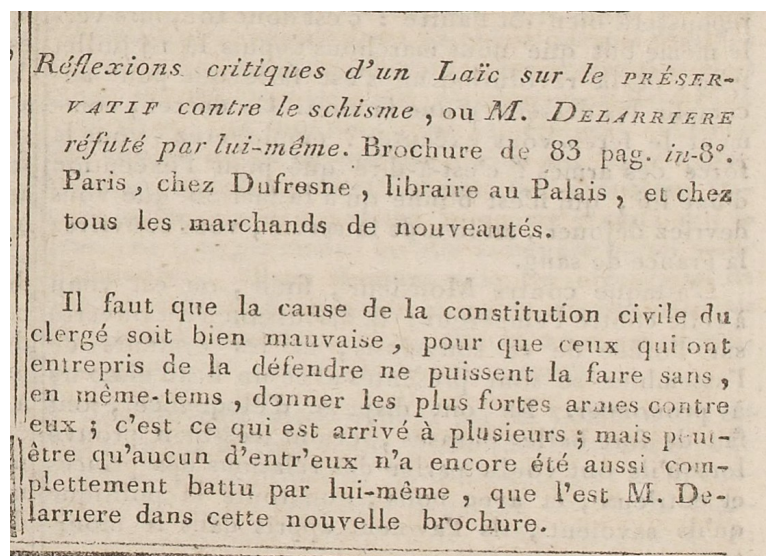 Réflexions critiques d'un Laïc sur le PRÉSER-
VATIF contre le schisme, ou M. DELARRIERE
réfuté par lui-même. Brochure de 83 pag. in-8°.
Paris, chez Dufresne, libraire au Palais, et chez
tous les marchands de nouveautés.
Il faut que la cause de la constitution civile du
clergé soit bien mauvaise, pour que ceux qui ont
entrepris de la défendre ne puissent la faire sans,
en même-tems, donner les plus fortes armes contre
eux ; c'est ce qui est arrivé à plusieurs ; mais peut-
être qu'aucun d'entr'eux n'a encore été aussi com-
plettement battu par lui-même, que l'est M. De-
larriere dans cette nouvelle brochure.